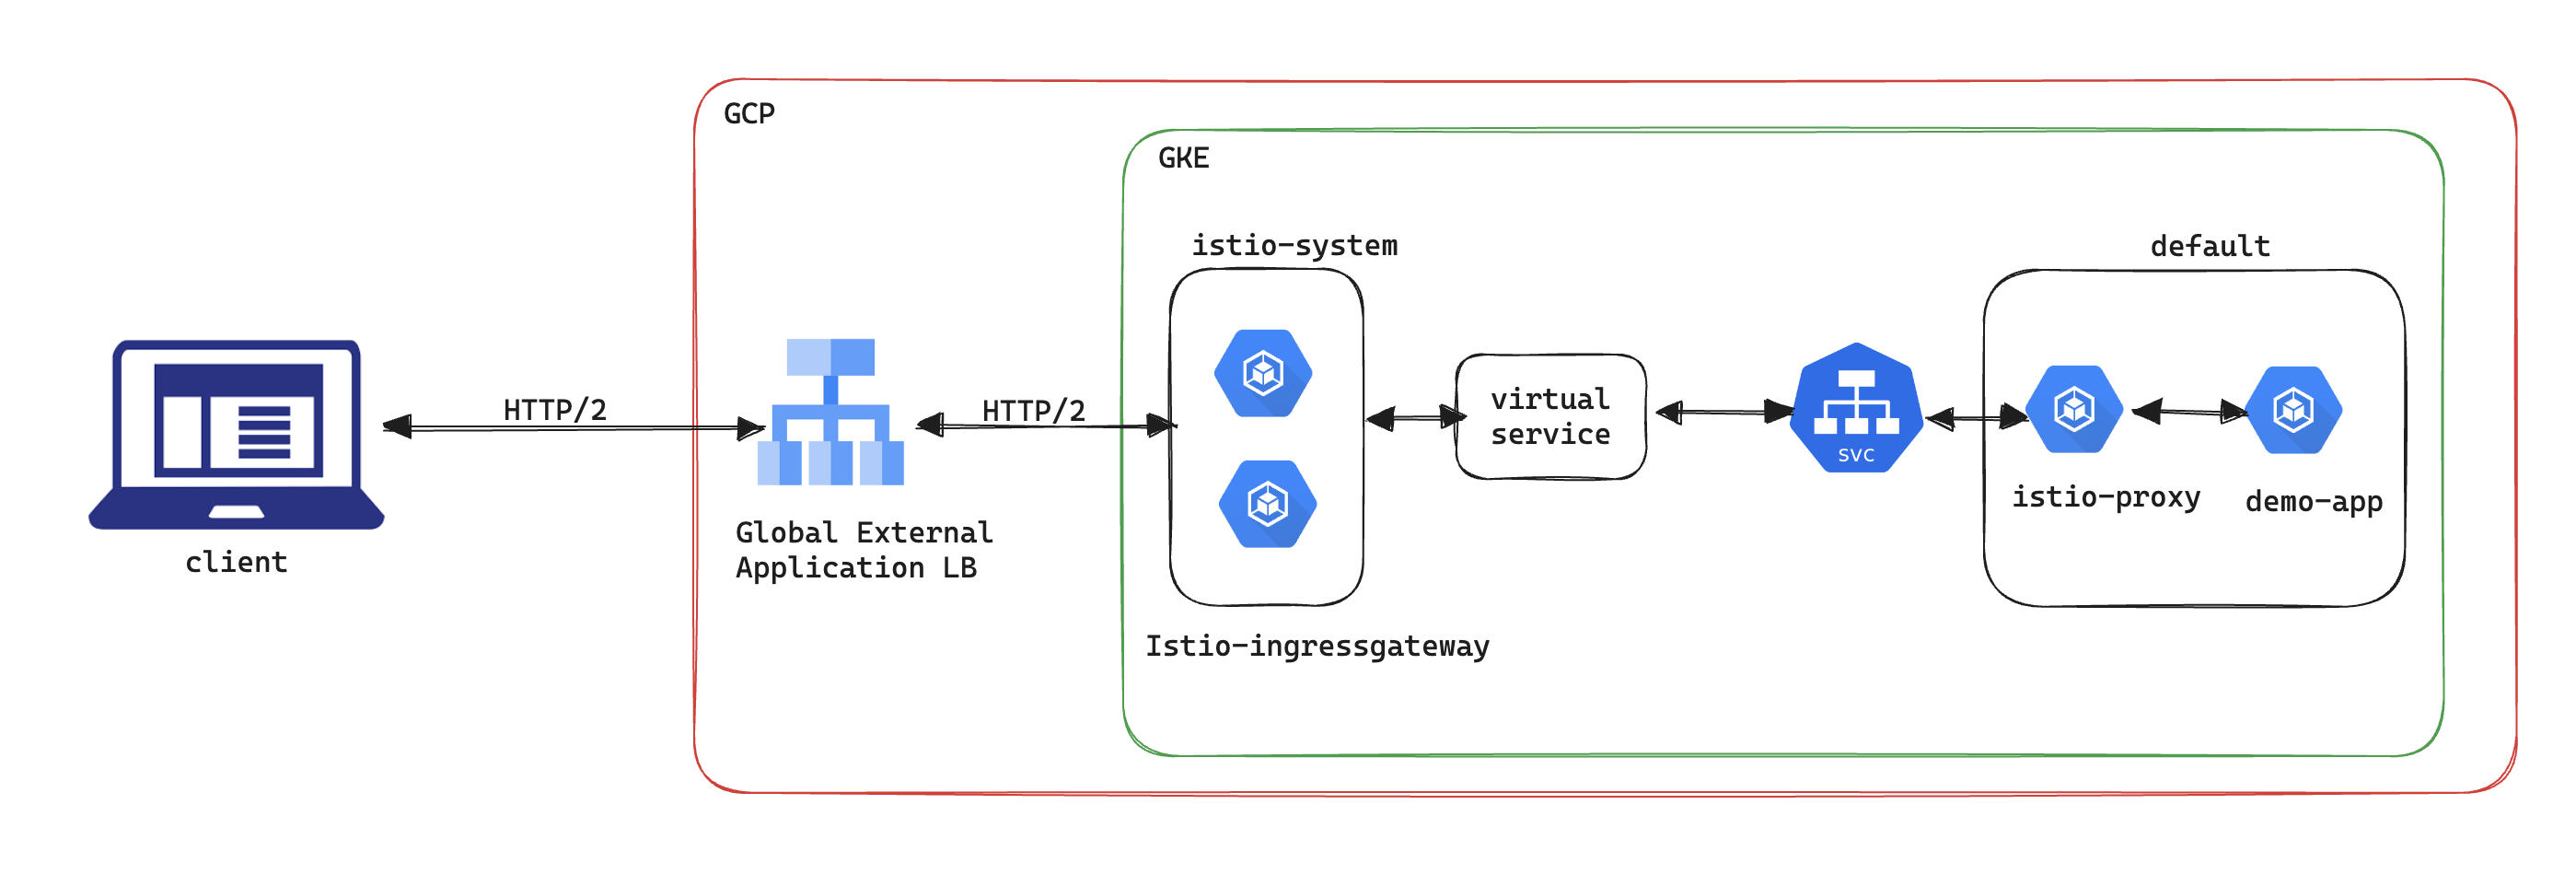 GCP
GKE
istio-system
default
HTTP/2
HTTP/2
virtual
service
svc
istio-proxy
demo-app
Global External
Application LB
client
Istio-ingressgateway